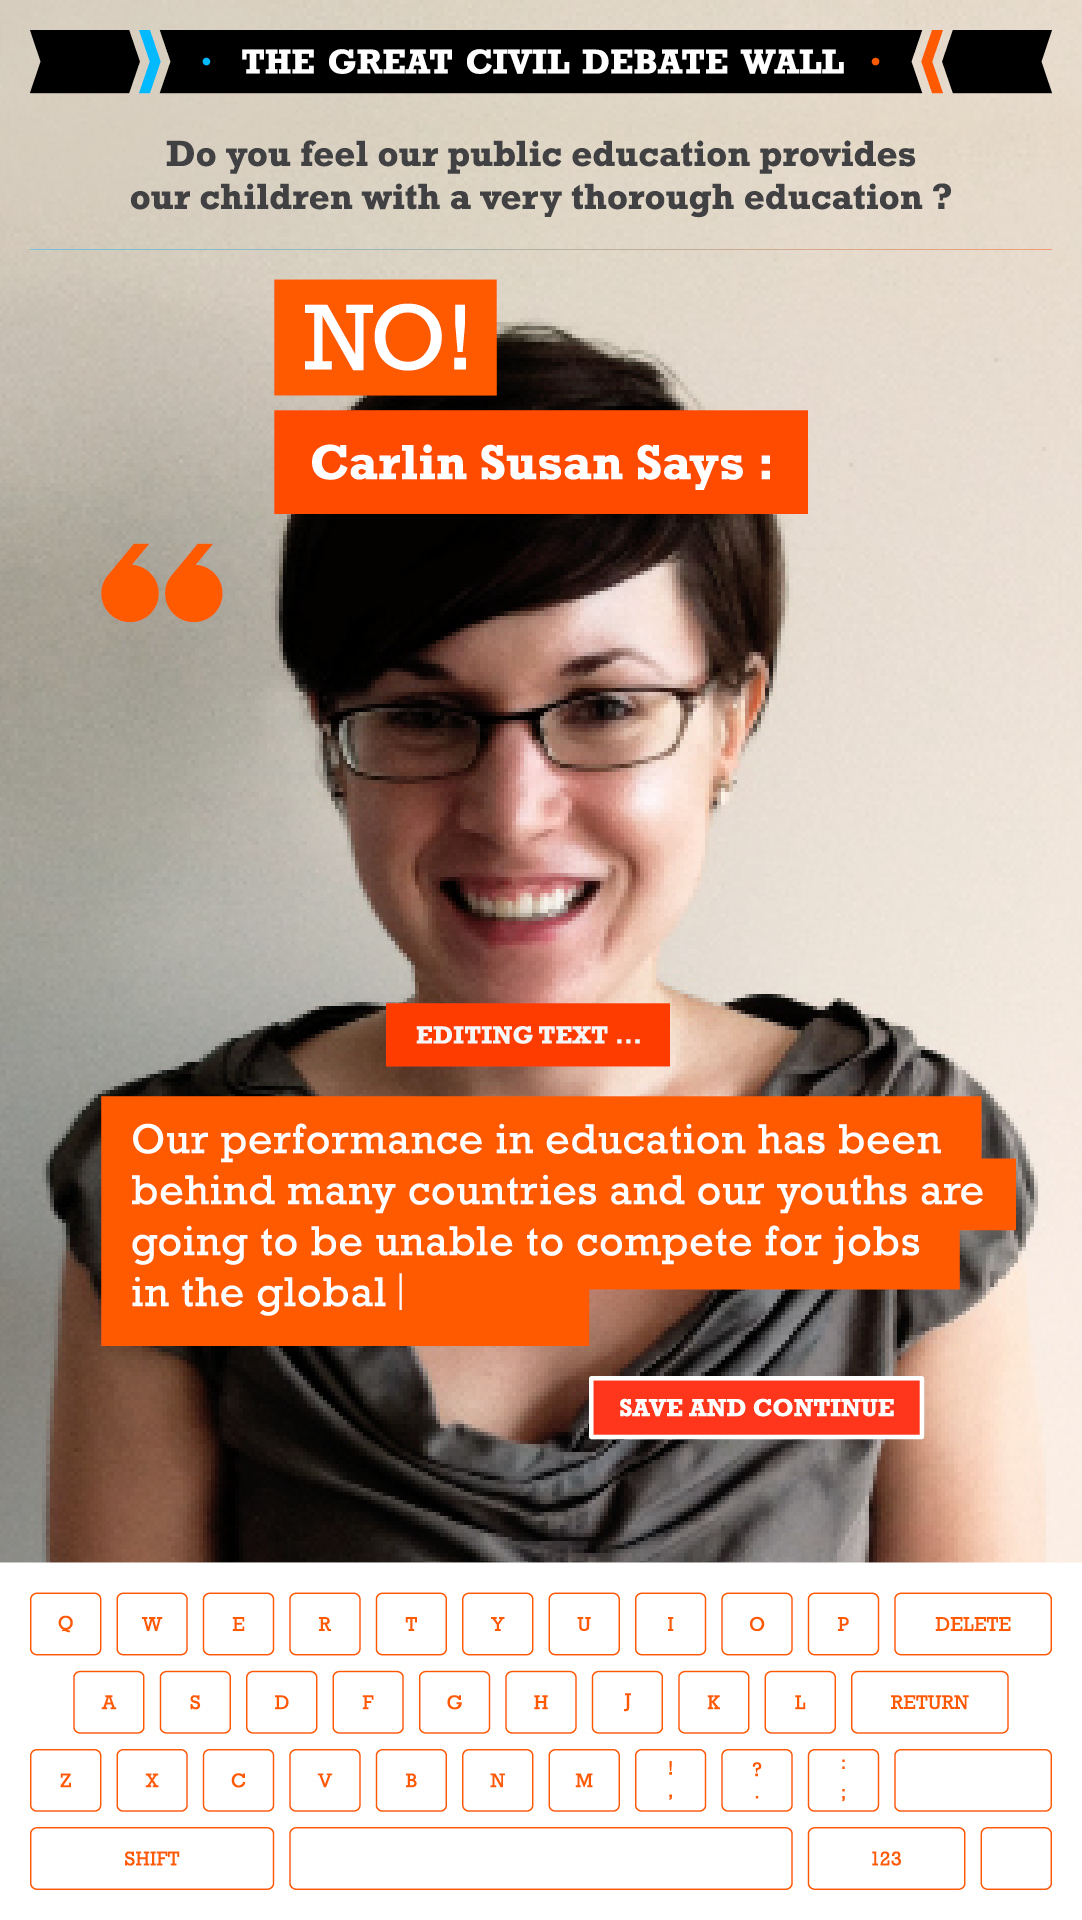 THE GREAT CIVIL DEBATE WALL
Do you feel our public education provides
our children with a very thorough education ?
NO!
Carlin Susan Says :
“
EDITING TEXT ...
Our performance in education has been
behind many countries and our youths are
going to be unable to compete for jobs
in the global
SAVE AND CONTINUE
Q W E R T Y U I O P DELETE
A S D F G H J K L RETURN
Z X C V B N M ! , ? . : ;
SHIFT 123